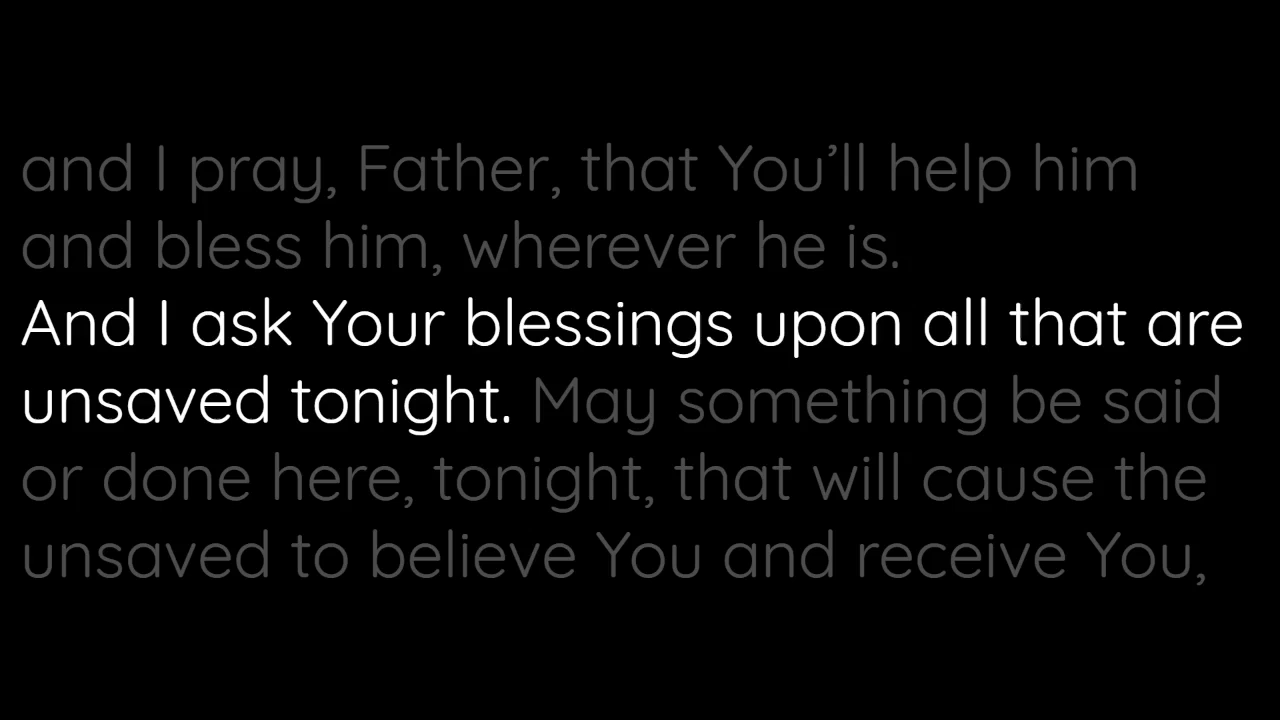 and I pray, Father, that You’ll help him
and bless him, wherever he is.
And I ask Your blessings upon all that are
unsaved tonight. May something be said
or done here, tonight, that will cause the
unsaved to believe You and receive You,